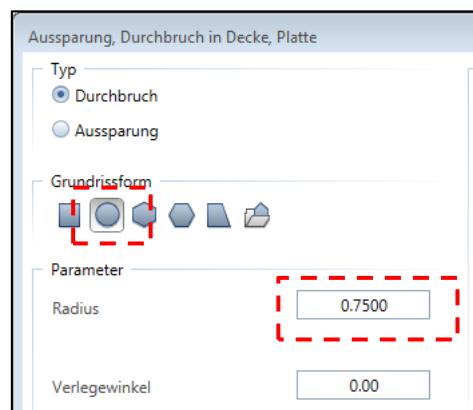 Aussparung, Durchbruch in Decke, Platte
Typ
Durchbruch
Aussparung
Grundrissform
Parameter
Radius 0.7500
Verlegewinkel 0.00